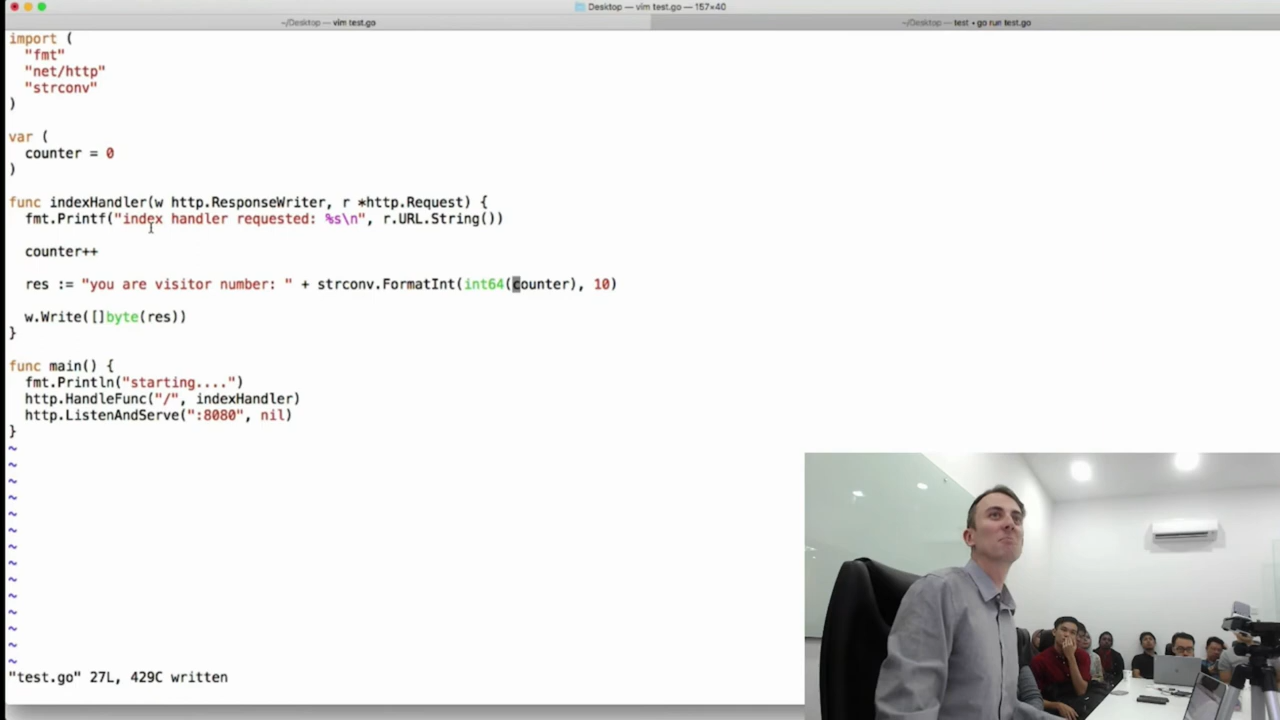 Desktop — vim test.go — 157×40
~/Desktop — vim test.go
~/Desktop — test • go run test.go
import (
  "fmt"
  "net/http"
  "strconv"
)
var (
  counter = 0
)
func indexHandler(w http.ResponseWriter, r *http.Request) {
  fmt.Printf("index handler requested: %s\n", r.URL.String())
  counter++
  res := "you are visitor number: " + strconv.FormatInt(int64(counter), 10)
  w.Write([]byte(res))
}
func main() {
  fmt.Println("starting....")
  http.HandleFunc("/", indexHandler)
  http.ListenAndServe(":8080", nil)
}
~
~
~
~
~
~
~
~
~
~
~
~
~
~
"test.go" 27L, 429C written